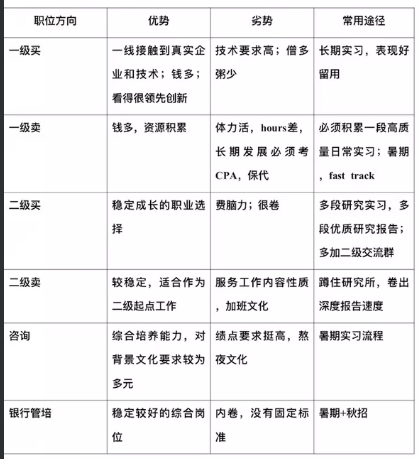 职位方向 优势 劣势 常用途径
一级买 一线接触到真实企 技术要求高；僧多 长期实习，表现好
业和技术；钱多； 粥少 留用
看得很领先创新
一级卖 钱多，资源积累 体力活，hours差， 必须积累一段高质
长期发展必须考 量日常实习；暑期
CPA，保代 ，fast track
二级买 稳定成长的职业选 费脑力；很卷 多段研究实习，多
择 段优质研究报告；
多加二级交流群
二级卖 较稳定，适合作为 服务工作内容性质 蹲住研究所，卷出
二级起点工作 ，加班文化 深度报告速度
咨询 综合培养能力，对 绩点要求挺高，熬 暑期实习流程
背景文化要求较为 夜文化
多元
银行管培 稳定较好的综合岗 内卷，没有固定标 暑期+秋招
位 准